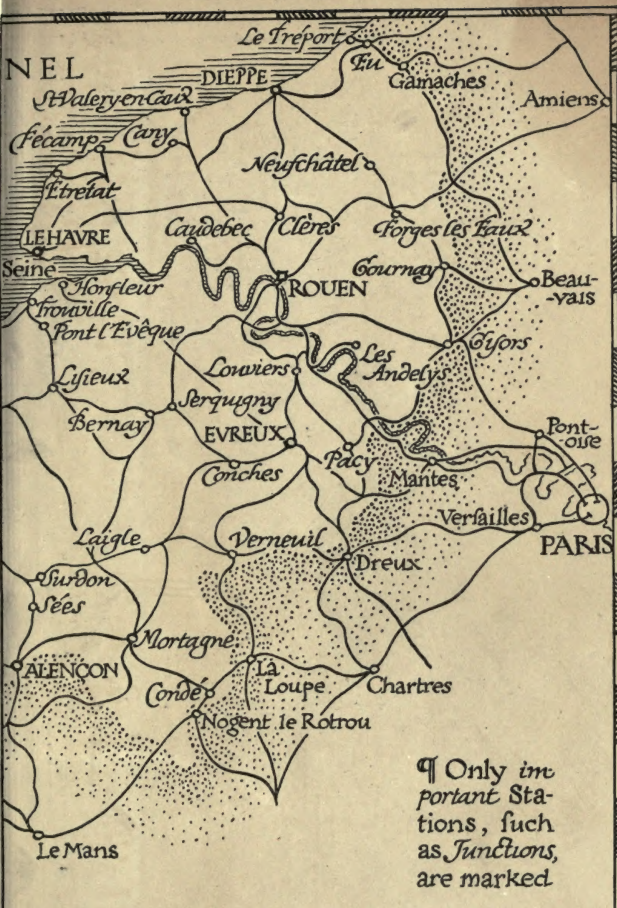 Le Tréport
Eu
NEL
DIEPPE
Gamaches
St Valery en Caux
Amiens
Fécamp
Cany
Neufchâtel
Étretat
Caudebec
Clères
Forges les Eaux
LE HAVRE
Seine
Gournay
Honfleur
ROUEN
Beau-
-vais
Trouville
Pont l'Evêque
Gisors
Les
Andelys
Louviers
Lisieux
Serquigny
Bernay
EVREUX
Pont-
oise
Pacy
Conches
Mantes
Versailles
PARIS
Laigle
Verneuil
Dreux
Surdon
Sées
Mortagne
ALENÇON
La
Loupe
Condé
Chartres
Nogent le Rotrou
¶ Only im-
portant Sta-
tions, ſuch
as Junctions,
are marked
Le Mans